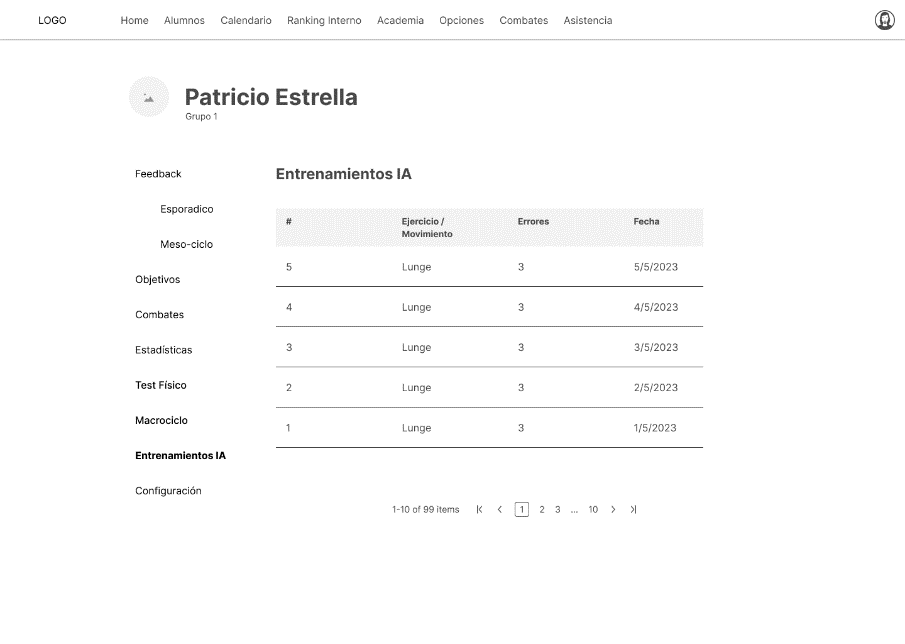 LOGO Home Alumnos Calendario Ranking Interno Academia Opciones Combates Asistencia
Patricio Estrella
Grupo 1
Feedback
Esporadico
Meso-ciclo
Objetivos
Combates
Estadísticas
Test Físico
Macrociclo
Entrenamientos IA
Configuración
Entrenamientos IA
# Ejercicio / Movimiento Errores Fecha
5 Lunge 3 5/5/2023
4 Lunge 3 4/5/2023
3 Lunge 3 3/5/2023
2 Lunge 3 2/5/2023
1 Lunge 3 1/5/2023
1-10 of 99 items 1 2 3 ... 10